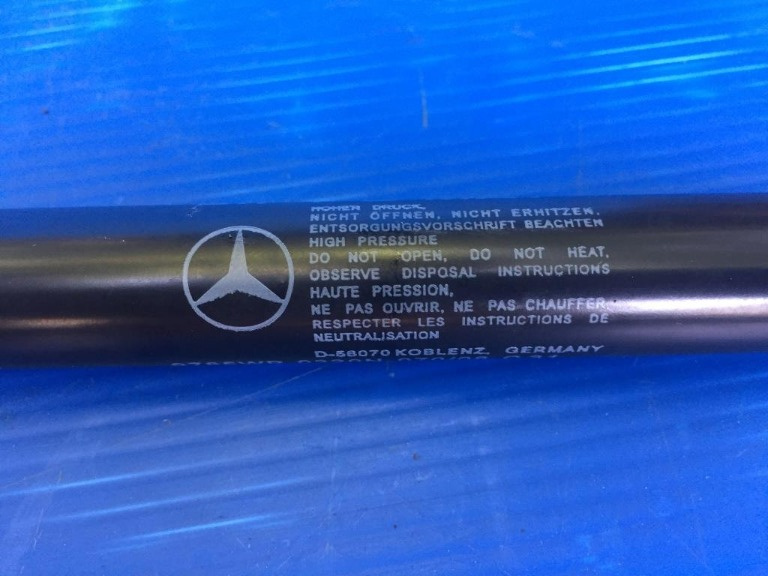 HOHER DRUCK,
NICHT ÖFFNEN, NICHT ERHITZEN.
ENTSORGUNGSVORSCHRIFT BEACHTEN
HIGH PRESSURE
DO NOT OPEN, DO NOT HEAT,
OBSERVE DISPOSAL INSTRUCTIONS
HAUTE PRESSION,
NE PAS OUVRIR, NE PAS CHAUFFER,
RESPECTER LES INSTRUCTIONS DE
NEUTRALISATION
D-56070 KOBLENZ, GERMANY